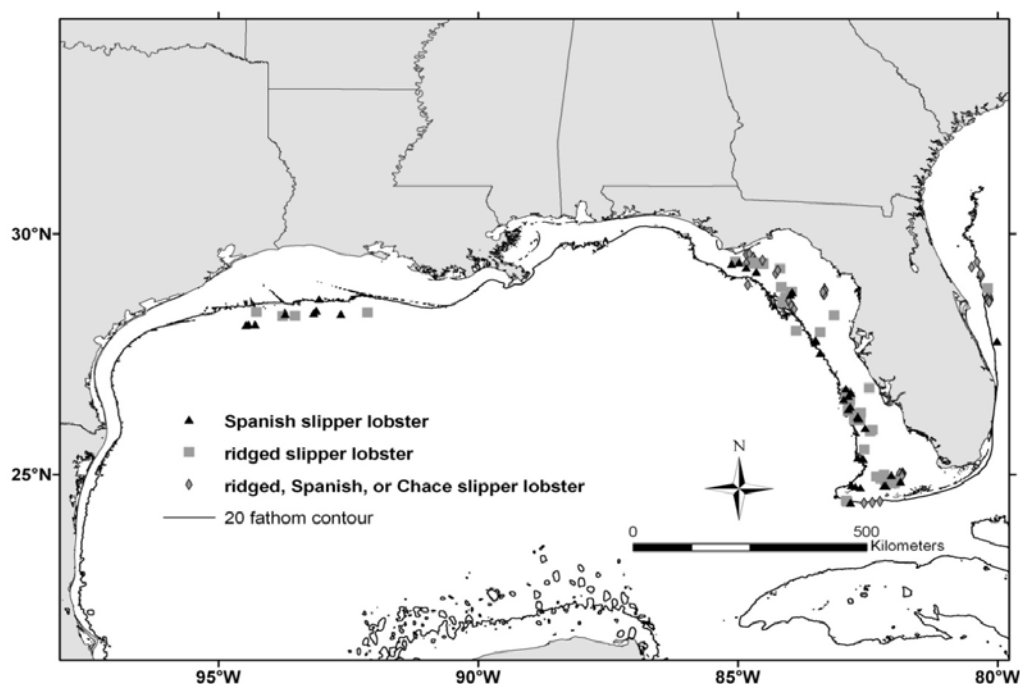 30°N
25°N
Spanish slipper lobster
ridged slipper lobster
ridged, Spanish, or Chace slipper lobster
20 fathom contour
N
0 500
Kilometers
95°W 90°W 85°W 80°W